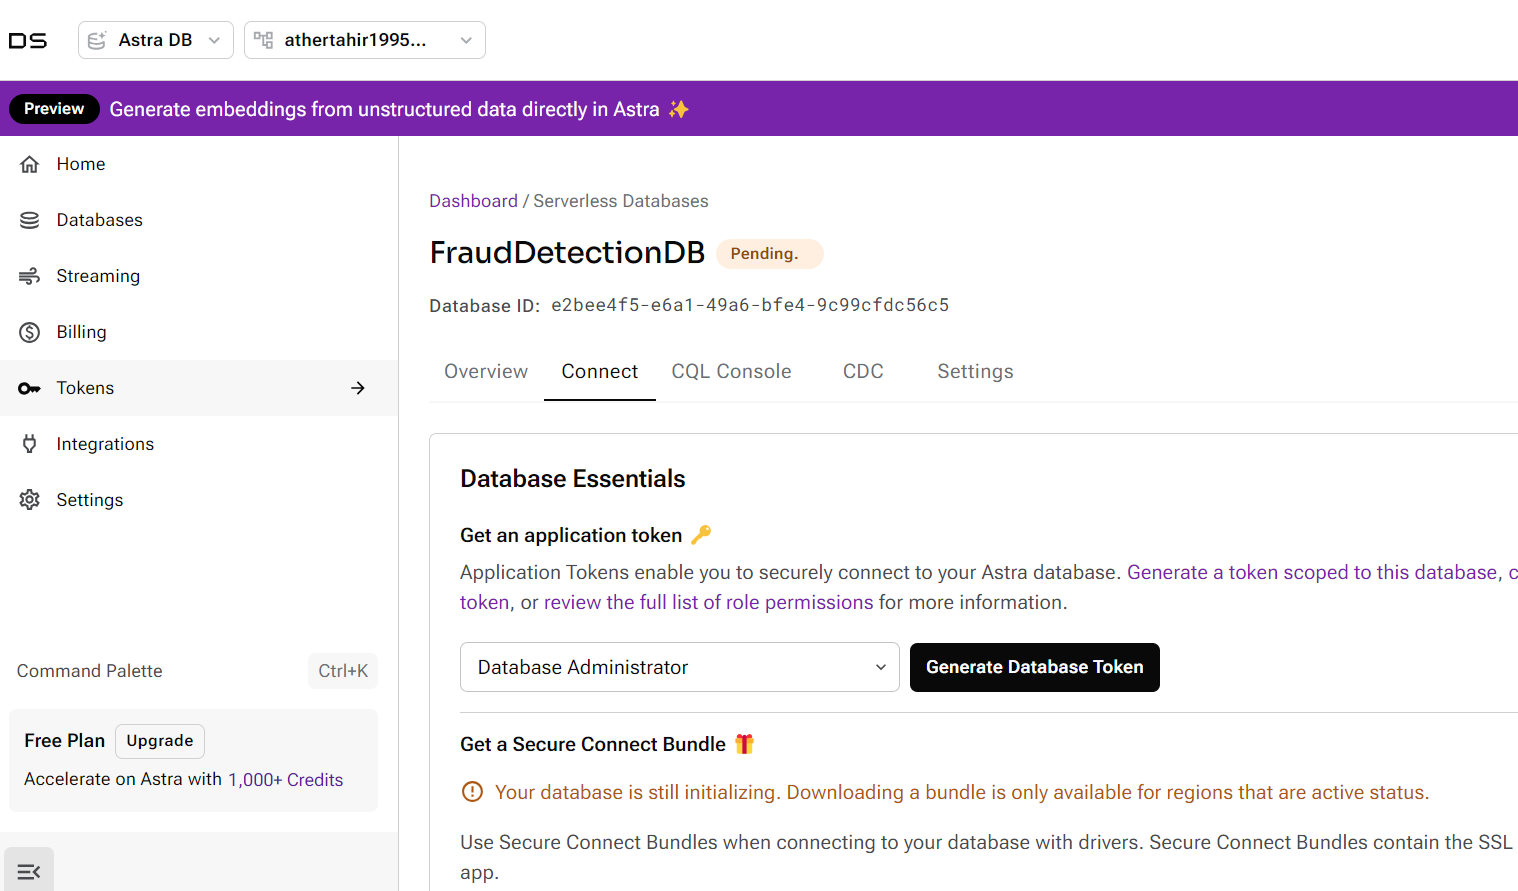 DS
Astra DB
athertahir1995...
Preview
Generate embeddings from unstructured data directly in Astra ✨
Home
Databases
Streaming
Billing
Tokens
Integrations
Settings
Command Palette
Ctrl+K
Free Plan
Upgrade
Accelerate on Astra with 1,000+ Credits
Dashboard / Serverless Databases
FraudDetectionDB
Pending.
Database ID: e2bee4f5-e6a1-49a6-bfe4-9c99cfdc56c5
Overview
Connect
CQL Console
CDC
Settings
Database Essentials
Get an application token 🔑
Application Tokens enable you to securely connect to your Astra database. Generate a token scoped to this database,
token, or review the full list of role permissions for more information.
Database Administrator
Generate Database Token
Get a Secure Connect Bundle 🎁
Your database is still initializing. Downloading a bundle is only available for regions that are active status.
Use Secure Connect Bundles when connecting to your database with drivers. Secure Connect Bundles contain the SSL
app.